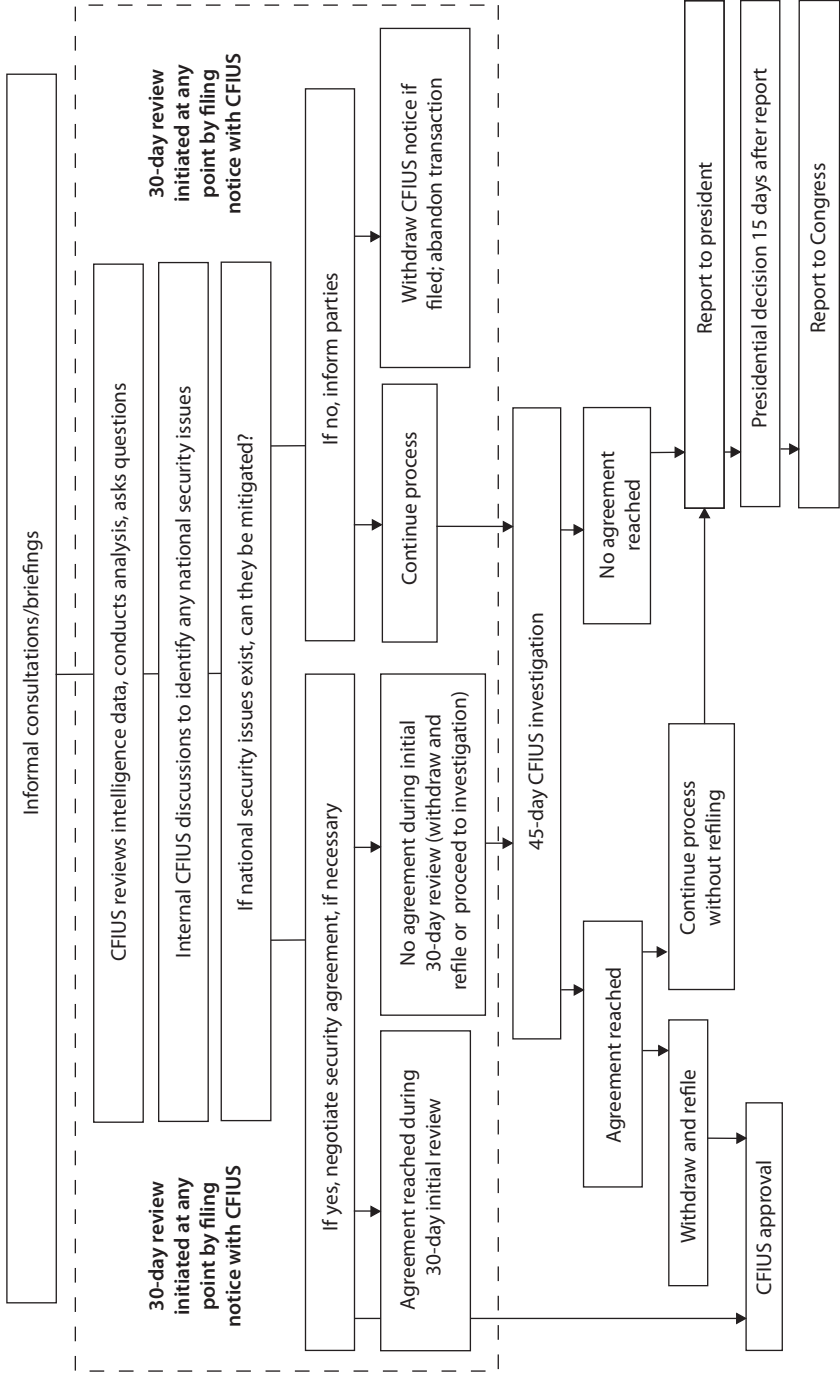 Informal consultations/briefings
30-day review
initiated at any
point by filing
notice with CFIUS
CFIUS reviews intelligence data, conducts analysis, asks questions
Internal CFIUS discussions to identify any national security issues
If national security issues exist, can they be mitigated?
30-day review
initiated at any
point by filing
notice with CFIUS
If yes, negotiate security agreement, if necessary
If no, inform parties
Agreement reached during
30-day initial review
No agreement during initial
30-day review (withdraw and
refile or proceed to investigation)
Continue process
Withdraw CFIUS notice if
filed; abandon transaction
45-day CFIUS investigation
Agreement reached
No agreement
reached
Withdraw and refile
Continue process
without refiling
Report to president
CFIUS approval
Presidential decision 15 days after report
Report to Congress